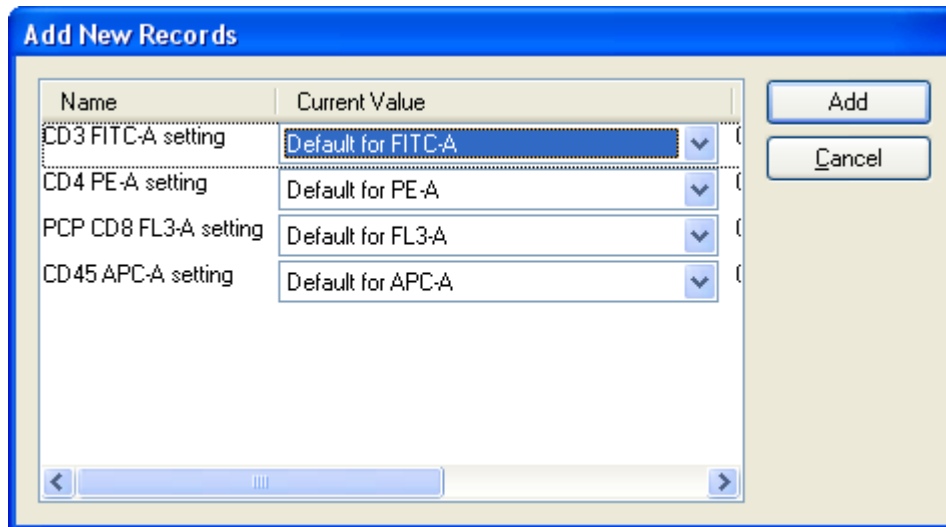 Add New Records
Name Current Value
CD3 FITC-A setting Default for FITC-A
CD4 PE-A setting Default for PE-A
PCP CD8 FL3-A setting Default for FL3-A
CD45 APC-A setting Default for APC-A
Add
Cancel